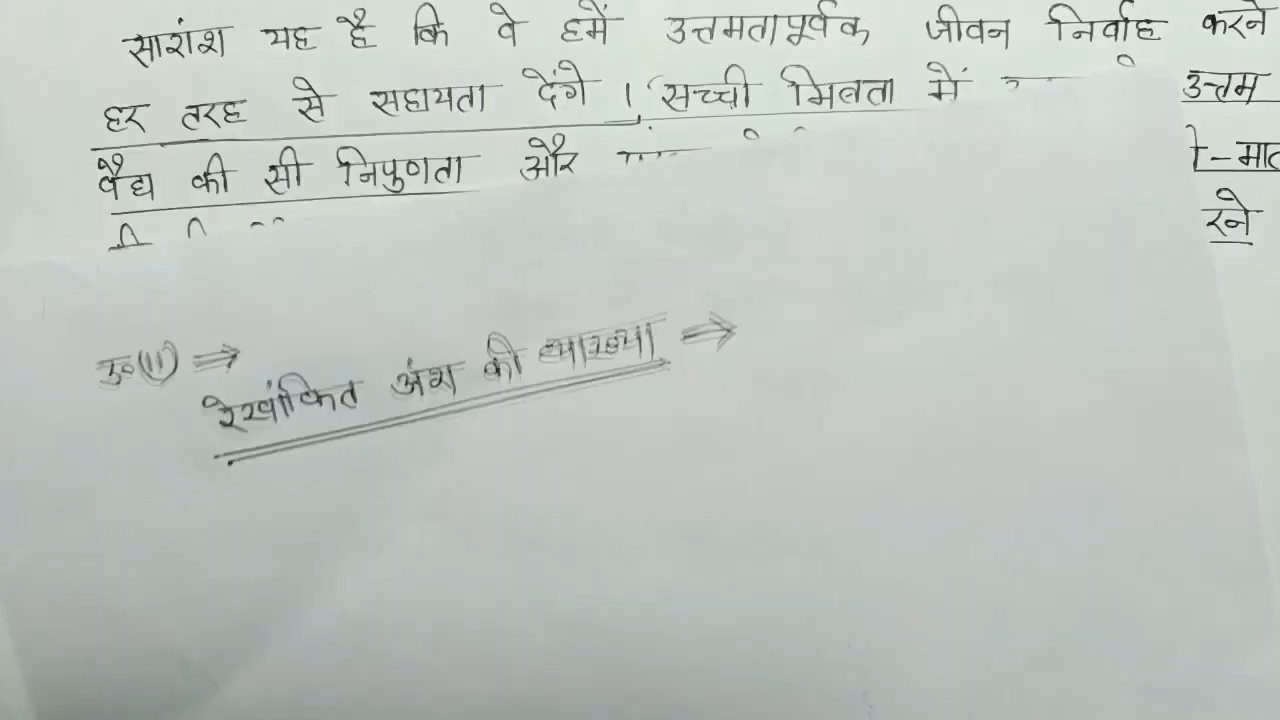 सारांश यह है कि वे हमें उत्तमतापूर्वक जीवन निर्वाह करने
हर तरह से सहायता देंगे । सच्ची मित्रता में उत्तम
वैद्य की सी निपुणता और
रने
उ०(ii) ⇒
रेखांकित अंश की व्याख्या ⇒